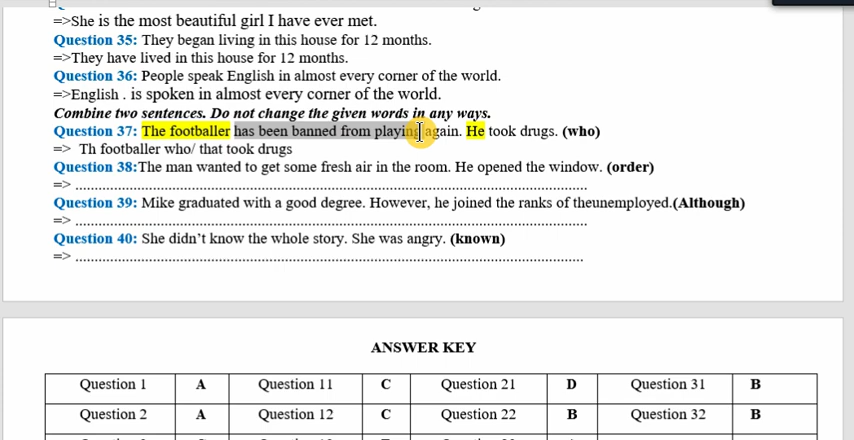 =>She is the most beautiful girl I have ever met.
Question 35: They began living in this house for 12 months.
=>They have lived in this house for 12 months.
Question 36: People speak English in almost every corner of the world.
=>English . is spoken in almost every corner of the world.
Combine two sentences. Do not change the given words in any ways.
Question 37: The footballer has been banned from playing again. He took drugs. (who)
=> Th footballer who/ that took drugs
Question 38:The man wanted to get some fresh air in the room. He opened the window. (order)
=> ........................................................................................................
Question 39: Mike graduated with a good degree. However, he joined the ranks of theunemployed.(Although)
=> ........................................................................................................
Question 40: She didn't know the whole story. She was angry. (known)
=> .......................................................................................................
ANSWER KEY
Question 1 A Question 11 C Question 21 D Question 31 B
Question 2 A Question 12 C Question 22 B Question 32 B